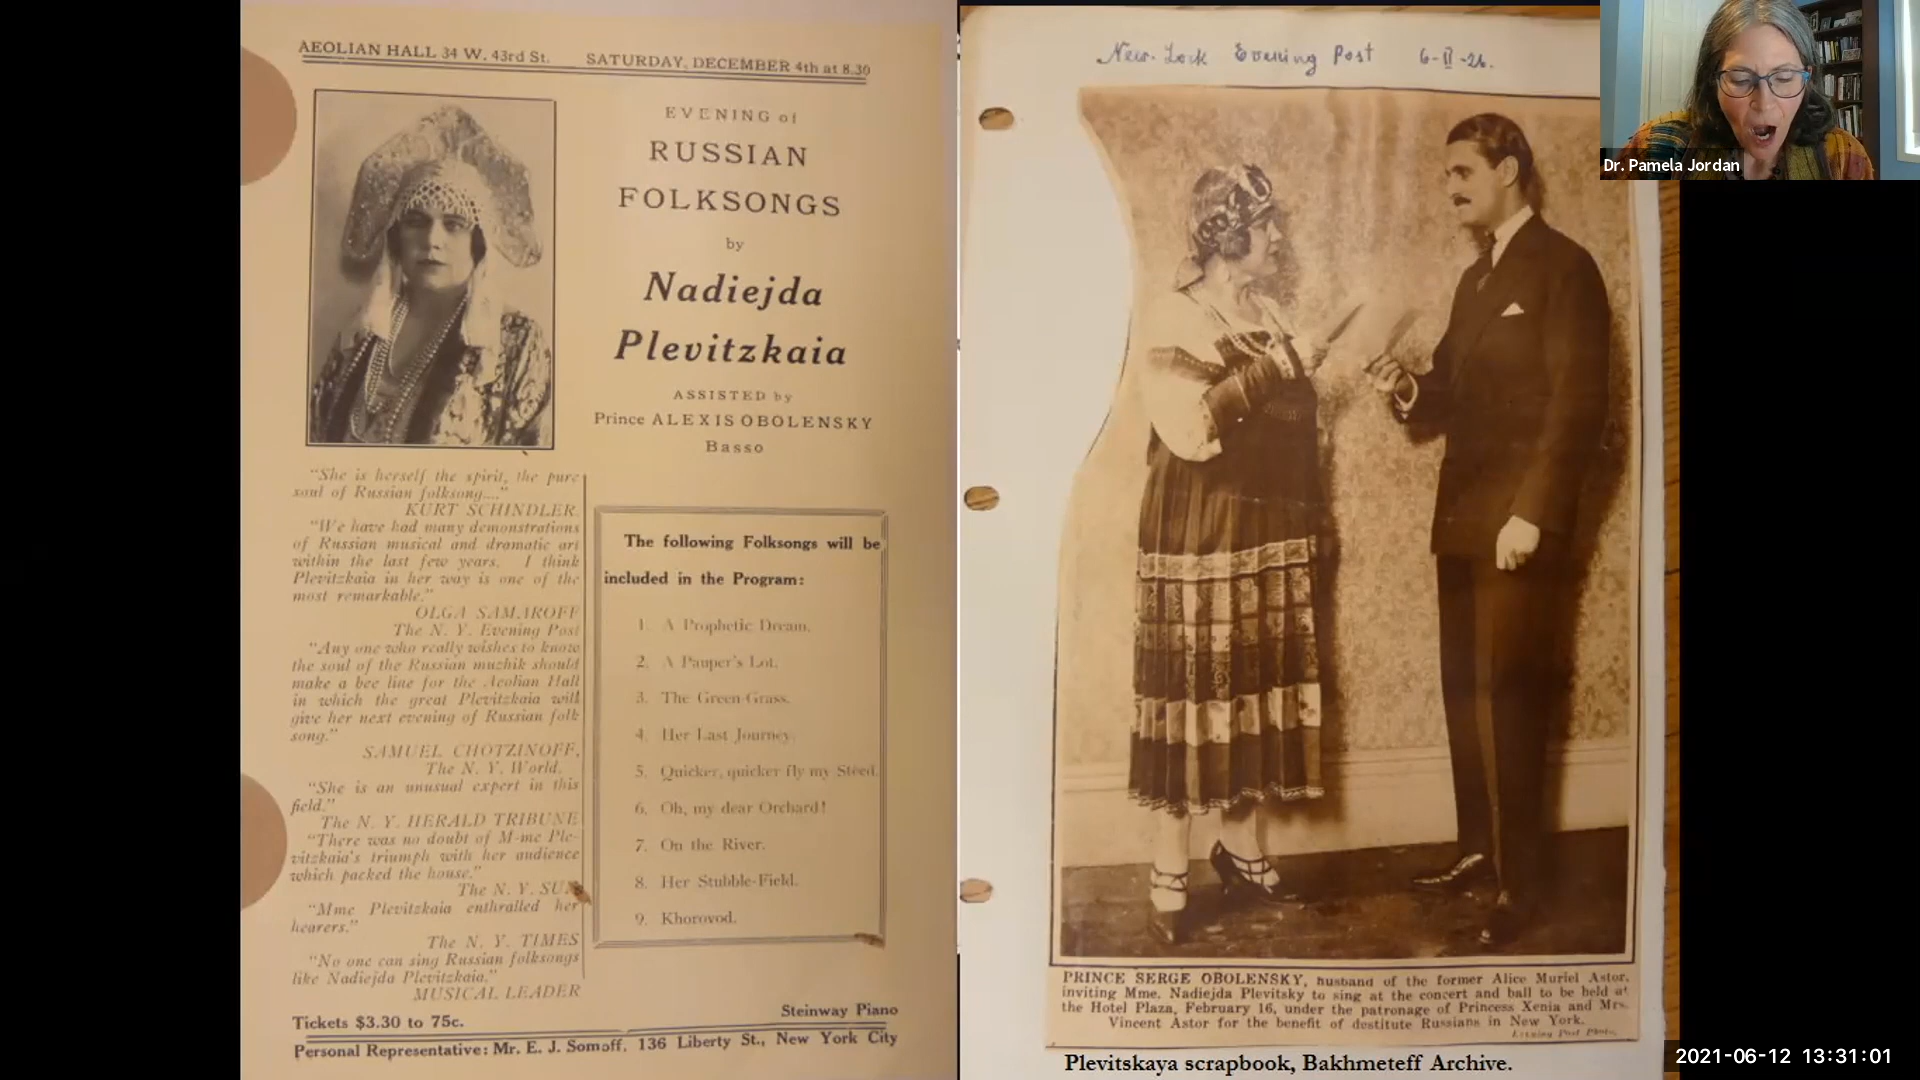 AEOLIAN HALL 34 W. 43rd St. SATURDAY, DECEMBER 4th at 8.30
EVENING of
RUSSIAN
FOLKSONGS
by
Nadiejda
Plevitzkaia
ASSISTED by
Prince ALEXIS OBOLENSKY
Basso
"She is herself the spirit, the pure
soul of Russian folksong...."
KURT SCHINDLER.
"We have had many demonstrations
of Russian musical and dramatic art
within the last few years. I think
Plevitzkaia in her way is one of the
most remarkable."
OLGA SAMAROFF
The N. Y. Evening Post
"Any one who really wishes to know
the soul of the Russian muzhik should
make a bee line for the Aeolian Hall
in which the great Plevitzkaia will
give her next evening of Russian folk
song."
SAMUEL CHOTZINOFF,
The N. Y. World.
"She is an unusual expert in this
field."
The N. Y. HERALD TRIBUNE
"There was no doubt of M-me Ple-
vitzkaia's triumph with her audience
which packed the house."
The N. Y. SUN
"Mme Plevitzkaia enthralled her
hearers."
The N. Y. TIMES
"No one can sing Russian folksongs
like Nadiejda Plevitzkaia."
MUSICAL LEADER
The following Folksongs will be
included in the Program:
1. A Prophetic Dream.
2. A Pauper's Lot.
3. The Green Grass.
4. Her Last Journey.
5. Quicker, quicker fly my Steed.
6. Oh, my dear Orchard!
7. On the River.
8. Her Stubble-Field.
9. Khorovod.
Tickets $3.30 to 75c.
Steinway Piano
Personal Representative: Mr. E. J. Somoff, 136 Liberty St., New York City
New-York Evening Post 6-II-26.
PRINCE SERGE OBOLENSKY, husband of the former Alice Muriel Astor,
inviting Mme. Nadiejda Plevitsky to sing at the concert and ball to be held at
the Hotel Plaza, February 16, under the patronage of Princess Xenia and Mrs.
Vincent Astor for the benefit of destitute Russians in New York.
Evening Post Photo.
Plevitskaya scrapbook, Bakhmeteff Archive.
Dr. Pamela Jordan
2021-06-12 13:31:01